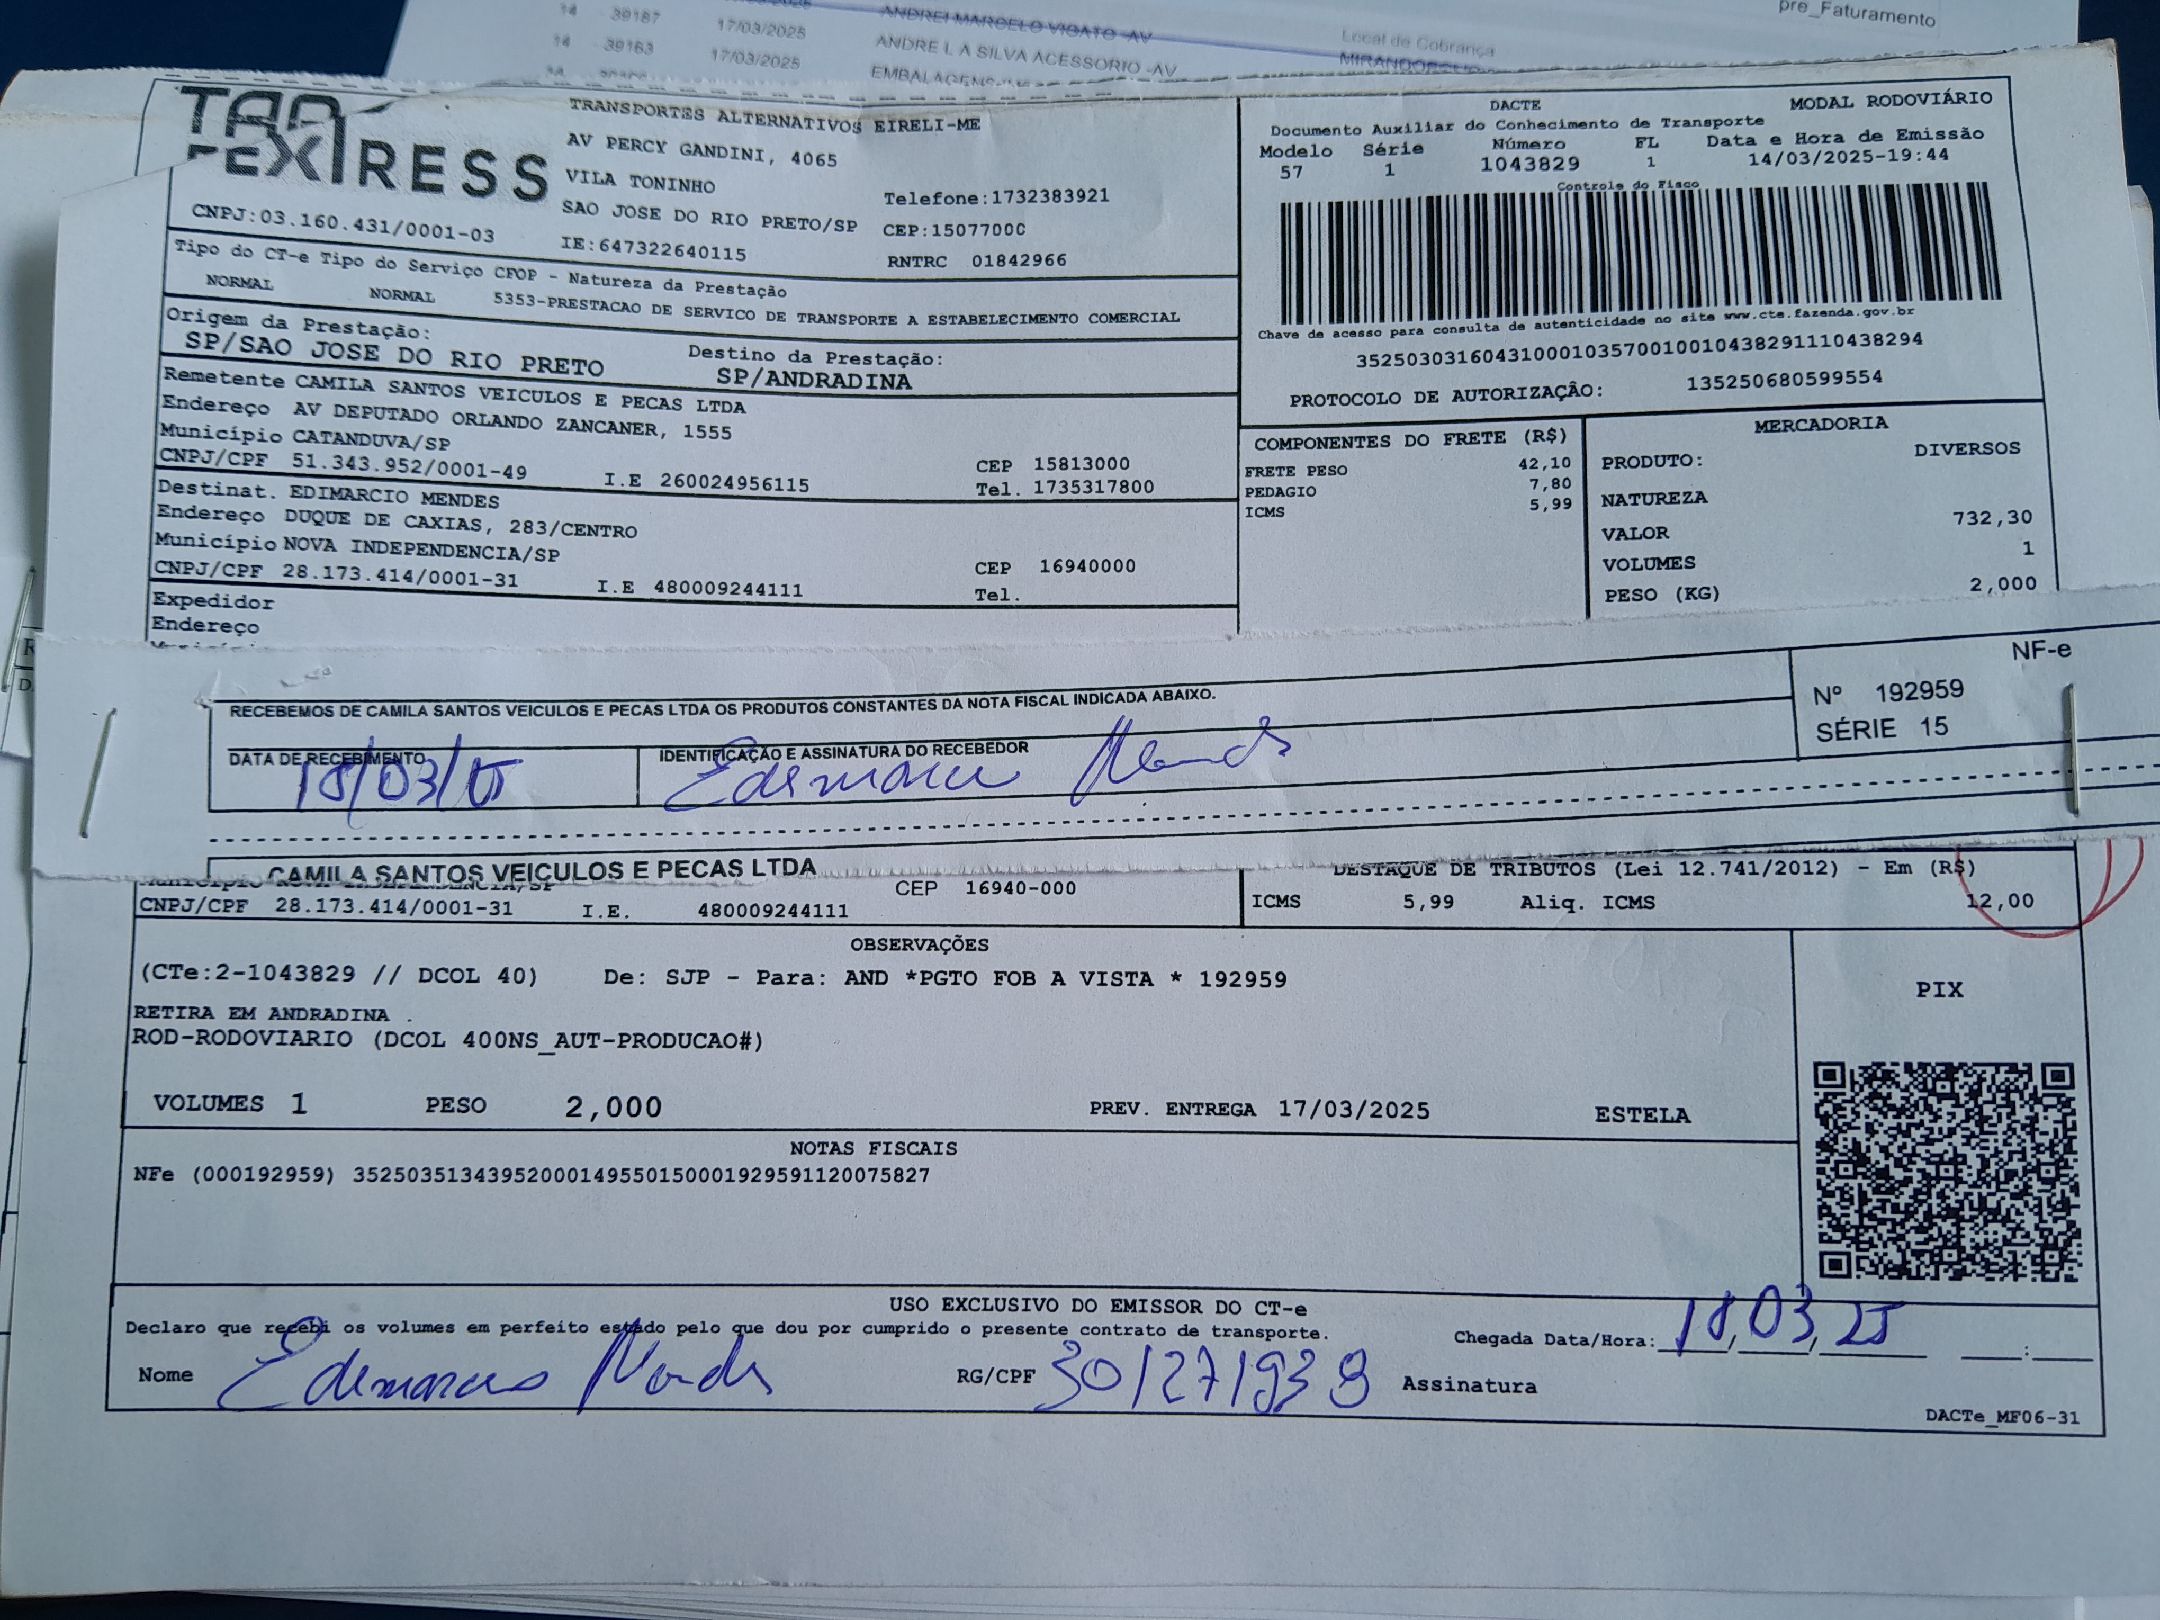 14 39187 17/03/2025 ANDREI MARCELO VIOATO -AV
pre_Faturamento
14 39163 17/03/2025 ANDRE L A SILVA ACESSORIO -AV
Local de Cobrança
EMBALAGENS
EXPRESS
CNPJ:03.160.431/0001-03
TRANSPORTES ALTERNATIVOS EIRELI-ME
AV PERCY GANDINI, 4065
VILA TONINHO
SAO JOSE DO RIO PRETO/SP
IE:647322640115
Telefone:1732383921
CEP:15077000
RNTRC 01842966
DACTE MODAL RODOVIÁRIO
Documento Auxiliar do Conhecimento de Transporte
Modelo Série Número FL Data e Hora de Emissão
57 1 1043829 1 14/03/2025-19:44
Controle do Fisco
Chave de acesso para consulta de autenticidade no site www.cte.fazenda.gov.br
35250303160431000103570010010438291110438294
PROTOCOLO DE AUTORIZAÇÃO: 135250680599554
Tipo do CT-e Tipo do Serviço CFOP - Natureza da Prestação
NORMAL NORMAL 5353-PRESTACAO DE SERVICO DE TRANSPORTE A ESTABELECIMENTO COMERCIAL
Origem da Prestação:
SP/SAO JOSE DO RIO PRETO
Destino da Prestação:
SP/ANDRADINA
Remetente CAMILA SANTOS VEICULOS E PECAS LTDA
Endereço AV DEPUTADO ORLANDO ZANCANER, 1555
Município CATANDUVA/SP CEP 15813000
CNPJ/CPF 51.343.952/0001-49 I.E 260024956115 Tel. 1735317800
Destinat. EDIMARCIO MENDES
Endereço DUQUE DE CAXIAS, 283/CENTRO
Município NOVA INDEPENDENCIA/SP CEP 16940000
CNPJ/CPF 28.173.414/0001-31 I.E 480009244111 Tel.
Expedidor
Endereço
COMPONENTES DO FRETE (R$)
FRETE PESO 42,10
PEDAGIO 7,80
ICMS 5,99
MERCADORIA
PRODUTO: DIVERSOS
NATUREZA
VALOR 732,30
VOLUMES 1
PESO (KG) 2,000
RECEBEMOS DE CAMILA SANTOS VEICULOS E PECAS LTDA OS PRODUTOS CONSTANTES DA NOTA FISCAL INDICADA ABAIXO.
NF-e
Nº 192959
SÉRIE 15
DATA DE RECEBIMENTO
18/03/25
IDENTIFICAÇÃO E ASSINATURA DO RECEBEDOR
CAMILA SANTOS VEICULOS E PECAS LTDA
CEP 16940-000
CNPJ/CPF 28.173.414/0001-31 I.E. 480009244111
DESTAQUE DE TRIBUTOS (Lei 12.741/2012) - Em (R$)
ICMS 5,99 Aliq. ICMS 12,00
OBSERVAÇÕES
(CTe:2-1043829 // DCOL 40) De: SJP - Para: AND *PGTO FOB A VISTA * 192959
RETIRA EM ANDRADINA .
ROD-RODOVIARIO (DCOL 400NS_AUT-PRODUCAO#)
PIX
VOLUMES 1 PESO 2,000 PREV. ENTREGA 17/03/2025 ESTELA
NOTAS FISCAIS
NFe (000192959) 35250351343952000149550150001929591120075827
USO EXCLUSIVO DO EMISSOR DO CT-e
Declaro que recebi os volumes em perfeito estado pelo que dou por cumprido o presente contrato de transporte.
Chegada Data/Hora: 18/03/25 __:__
Nome Edimarcio Mendes RG/CPF 301271939 Assinatura
DACTe_MF06-31